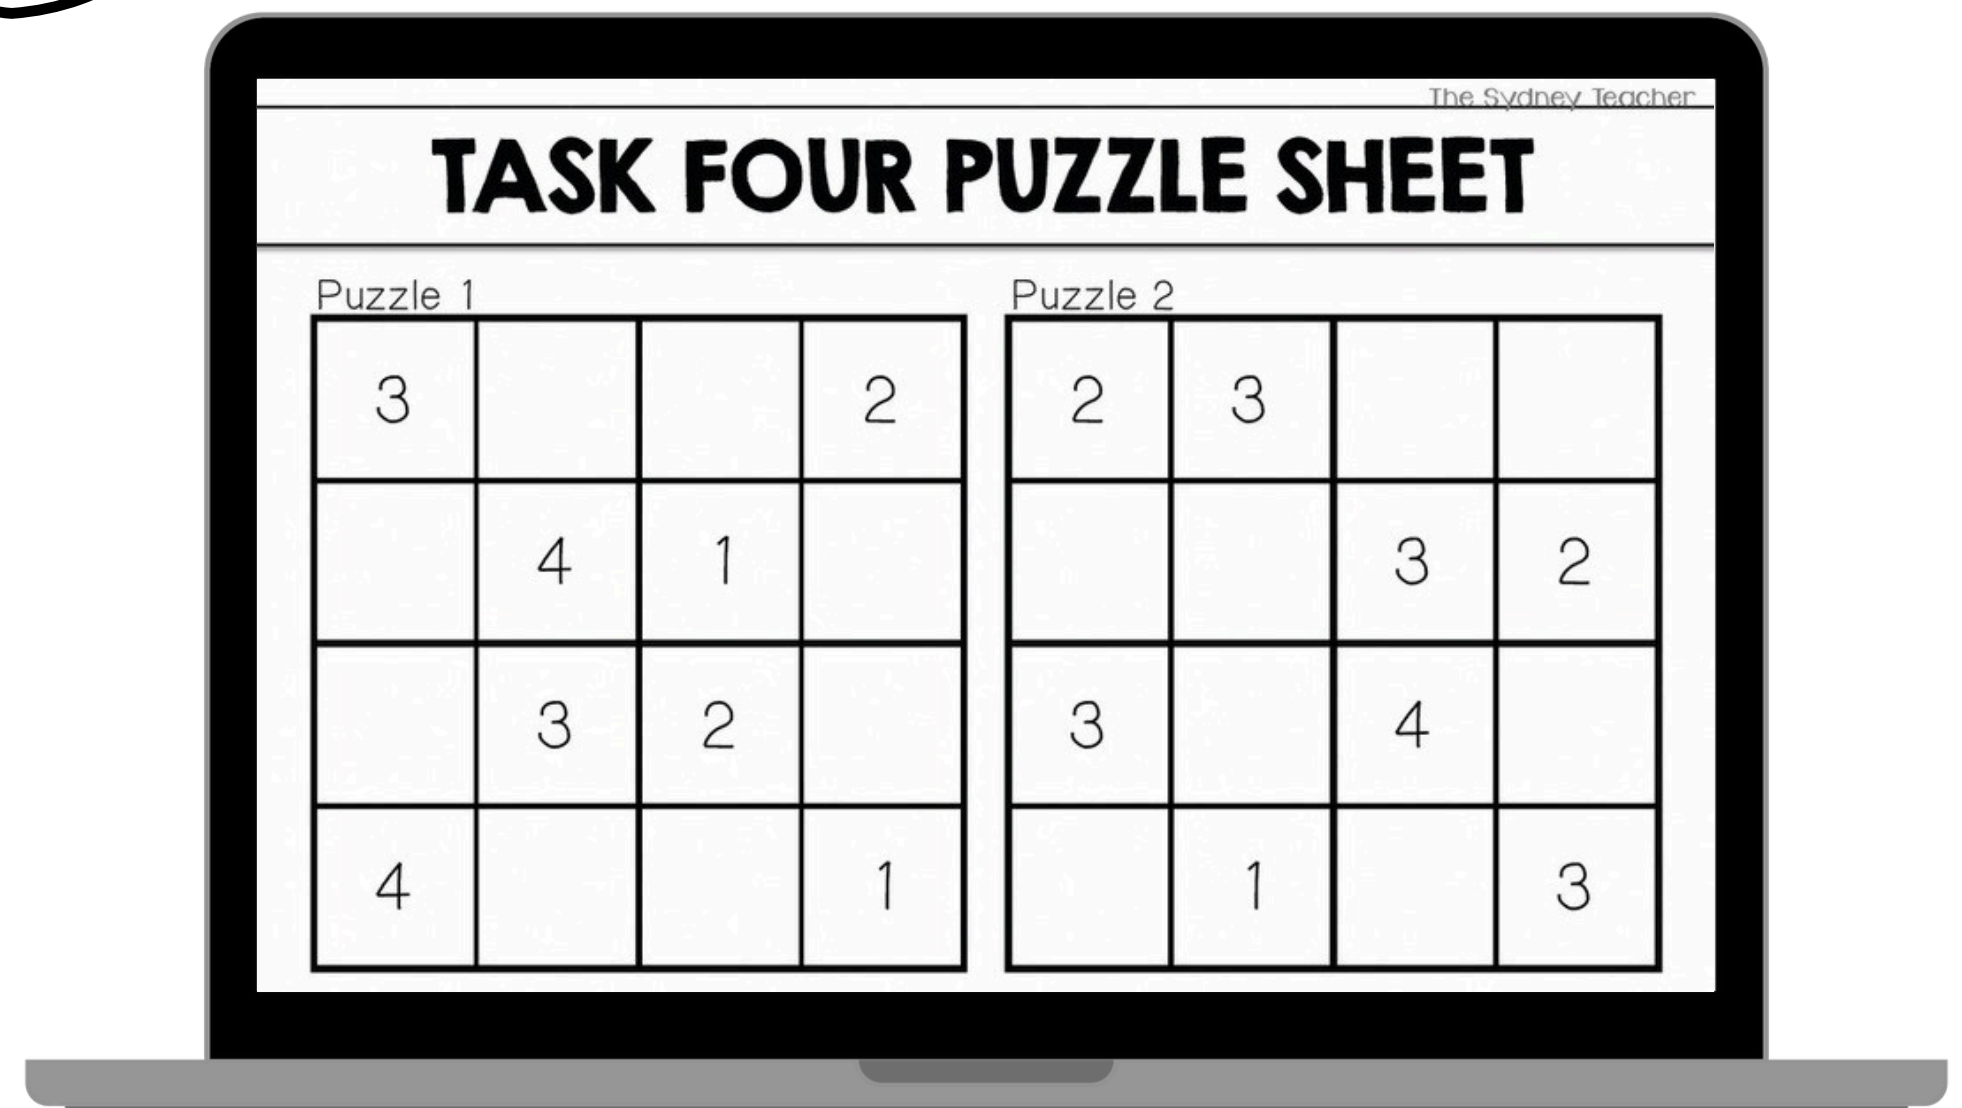 The Sydney Teacher
TASK FOUR PUZZLE SHEET
Puzzle 1
3 2
4 1
3 2
4 1
Puzzle 2
2 3
3 2
3 4
1 3